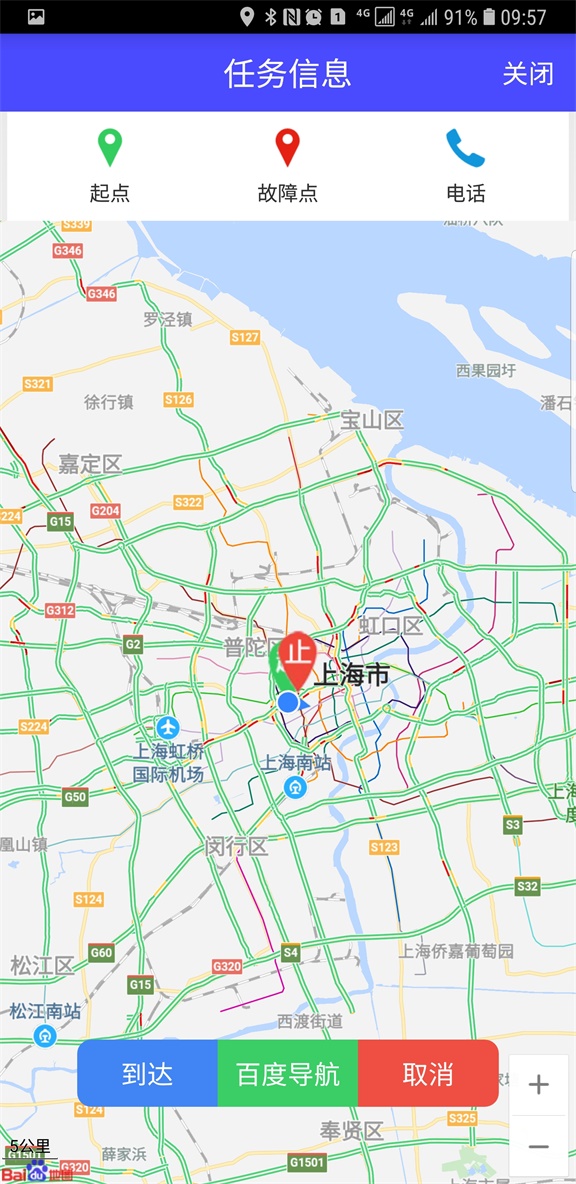 1 4G 4G 91% 09:57
任务信息 关闭
起点 故障点 电话
S339
G346
G346
罗泾镇
S127
西果园圩
S321
徐行镇 S126
潘石
宝山区
嘉定区
S322
G204
224
G15
G312
虹口区
G2
普陀区
止
上海市
S224
上海虹桥
国际机场
上海南站
G50
上海
度
S3
凰山镇
闵行区
S123
S32
S124
G60
S4
上海侨嘉葡萄园
松江区
G320
G15
松江南站
西渡街道
到达 百度导航 取消
+
S124
S325
奉贤区
5公里
薛家浜
G1501
G320
−
Bai du 地图